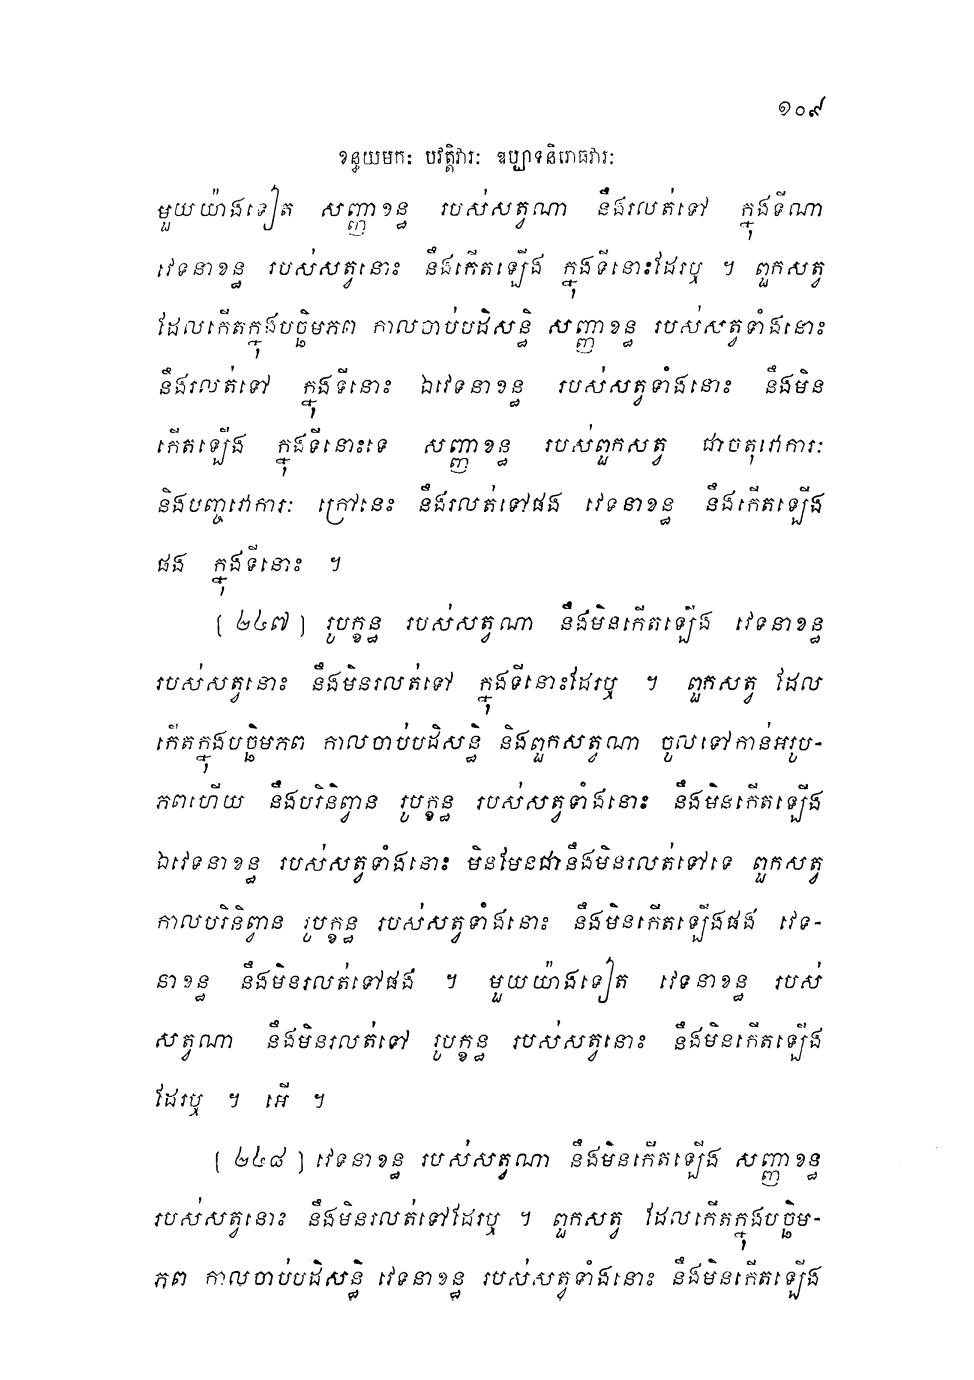 ១០៩
ខន្ធយមកៈ បវត្តិវារៈ ឧប្បាទនិរោធវារៈ
មួយយ៉ាងទៀត សញ្ញាខន្ធ របស់សត្វណា នឹងរលត់ទៅ ក្នុងទីណា
វេទនាខន្ធ របស់សត្វនោះ នឹងកើតឡើង ក្នុងទីនោះដែរឬ ។ ពួកសត្វ
ដែលកើតក្នុងបច្ឆិមភព កាលចាប់បដិសន្ធិ សញ្ញាខន្ធ របស់សត្វទាំងនោះ
នឹងរលត់ទៅ ក្នុងទីនោះ ឯវេទនាខន្ធ របស់សត្វទាំងនោះ នឹងមិន
កើតឡើង ក្នុងទីនោះទេ សញ្ញាខន្ធ របស់ពួកសត្វ ជាចតុវោការៈ
និងបញ្ចវោការៈ ក្រៅនេះ នឹងរលត់ទៅផង វេទនាខន្ធ នឹងកើតឡើង
ផង ក្នុងទីនោះ ។
[ ២៤៧ ] រូបក្ខន្ធ របស់សត្វណា នឹងមិនកើតឡើង វេទនាខន្ធ
របស់សត្វនោះ នឹងមិនរលត់ទៅ ក្នុងទីនោះដែរឬ ។ ពួកសត្វ ដែល
កើតក្នុងបច្ឆិមភព កាលចាប់បដិសន្ធិ និងពួកសត្វណា ចូលទៅកាន់អរូប-
ភពហើយ នឹងបរិនិព្វាន រូបក្ខន្ធ របស់សត្វទាំងនោះ នឹងមិនកើតឡើង
ឯវេទនាខន្ធ របស់សត្វទាំងនោះ មិនមែនជានឹងមិនរលត់ទៅទេ ពួកសត្វ
កាលបរិនិព្វាន រូបក្ខន្ធ របស់សត្វទាំងនោះ នឹងមិនកើតឡើងផង វេទ-
នាខន្ធ នឹងមិនរលត់ទៅផង ។ មួយយ៉ាងទៀត វេទនាខន្ធ របស់
សត្វណា នឹងមិនរលត់ទៅ រូបក្ខន្ធ របស់សត្វនោះ នឹងមិនកើតឡើង
ដែរឬ ។ អើ ។
[ ២៤៨ ] វេទនាខន្ធ របស់សត្វណា នឹងមិនកើតឡើង សញ្ញាខន្ធ
របស់សត្វនោះ នឹងមិនរលត់ទៅដែរឬ ។ ពួកសត្វ ដែលកើតក្នុងបច្ឆិម-
ភព កាលចាប់បដិសន្ធិ វេទនាខន្ធ របស់សត្វទាំងនោះ នឹងមិនកើតឡើង